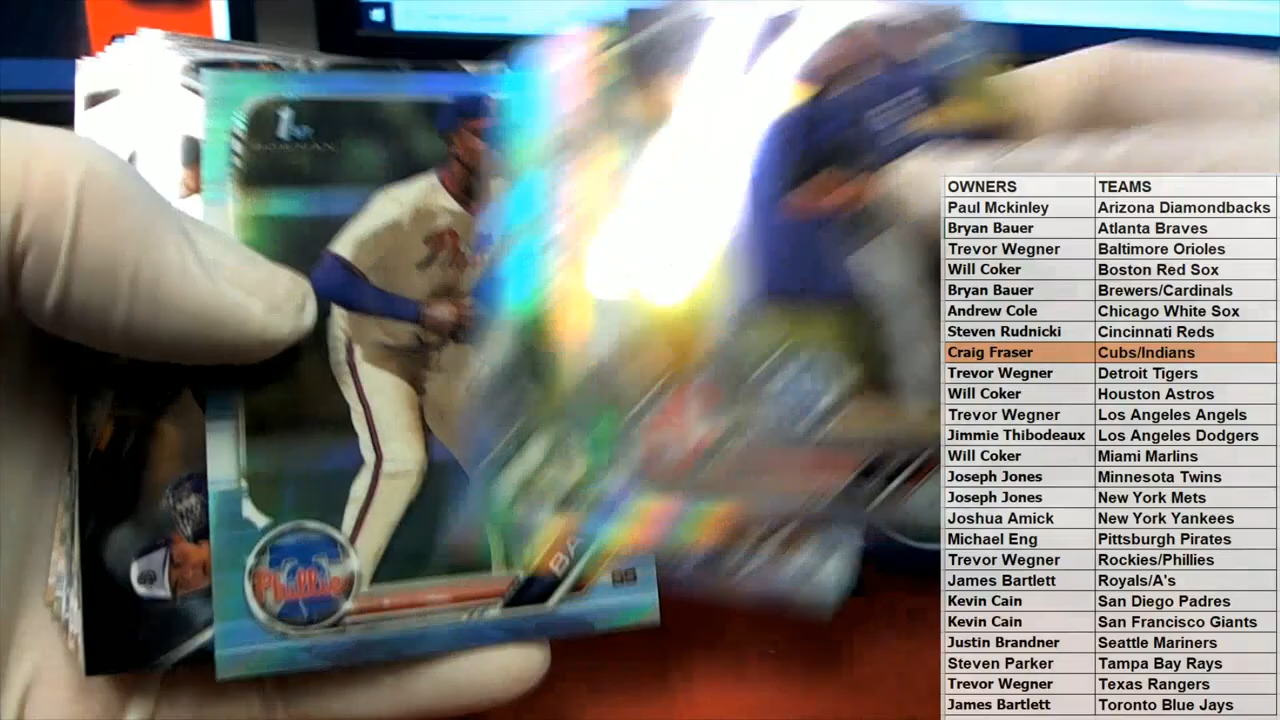 1st
BOWMAN
Phillies
BA
SS
OWNERS TEAMS
Paul Mckinley Arizona Diamondbacks
Bryan Bauer Atlanta Braves
Trevor Wegner Baltimore Orioles
Will Coker Boston Red Sox
Bryan Bauer Brewers/Cardinals
Andrew Cole Chicago White Sox
Steven Rudnicki Cincinnati Reds
Craig Fraser Cubs/Indians
Trevor Wegner Detroit Tigers
Will Coker Houston Astros
Trevor Wegner Los Angeles Angels
Jimmie Thibodeaux Los Angeles Dodgers
Will Coker Miami Marlins
Joseph Jones Minnesota Twins
Joseph Jones New York Mets
Joshua Amick New York Yankees
Michael Eng Pittsburgh Pirates
Trevor Wegner Rockies/Phillies
James Bartlett Royals/A's
Kevin Cain San Diego Padres
Kevin Cain San Francisco Giants
Justin Brandner Seattle Mariners
Steven Parker Tampa Bay Rays
Trevor Wegner Texas Rangers
James Bartlett Toronto Blue Jays